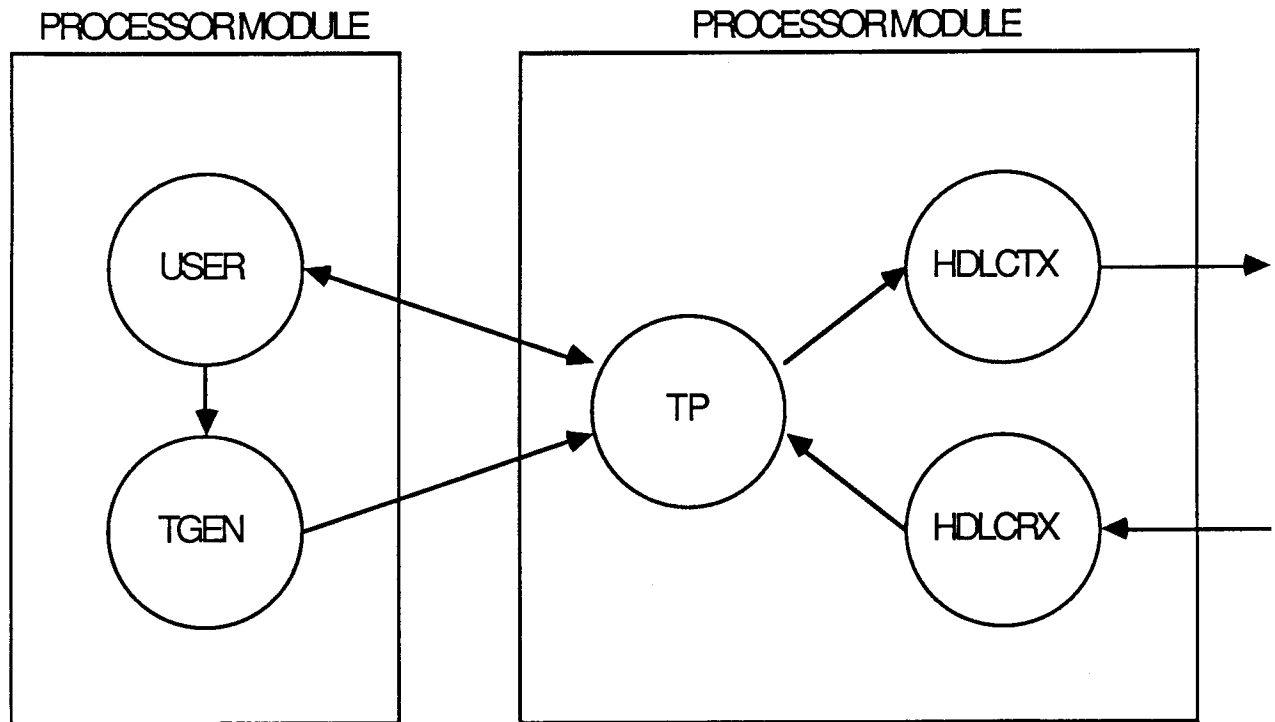 PROCESSOR MODULE
PROCESSOR MODULE
USER
HDLCTX
TP
TGEN
HDLCRX